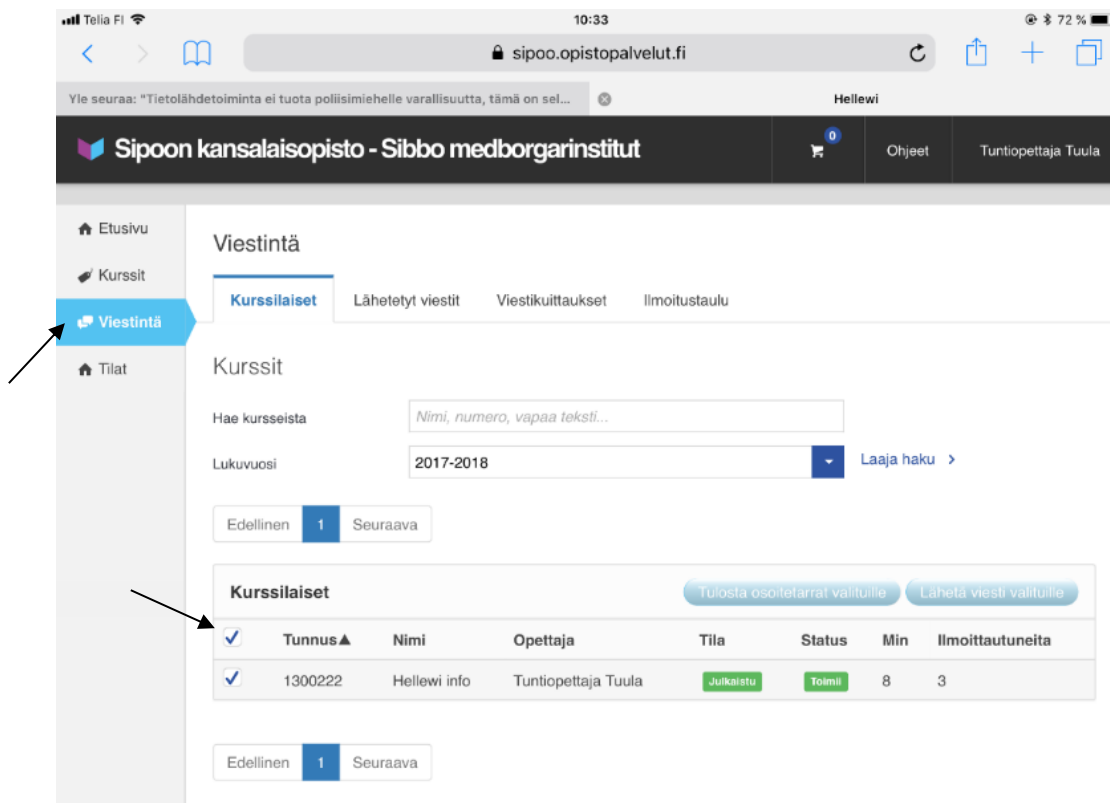 Telia FI 10:33 72 %
sipoo.opistopalvelut.fi
Yle seuraa: "Tietolähdetoiminta ei tuota poliisimiehelle varallisuutta, tämä on sel... Hellewi
Sipoon kansalaisopisto - Sibbo medborgarinstitut 0 Ohjeet Tuntiopettaja Tuula
Etusivu
Kurssit
Viestintä
Tilat
Viestintä
Kurssilaiset Lähetetyt viestit Viestikuittaukset Ilmoitustaulu
Kurssit
Hae kursseista Nimi, numero, vapaa teksti...
Lukuvuosi 2017-2018 Laaja haku >
Edellinen 1 Seuraava
Kurssilaiset Tulosta osoitetarrat valituille Lähetä viesti valituille
Tunnus▲ Nimi Opettaja Tila Status Min Ilmoittautuneita
1300222 Hellewi info Tuntiopettaja Tuula Julkaistu Toimii 8 3
Edellinen 1 Seuraava